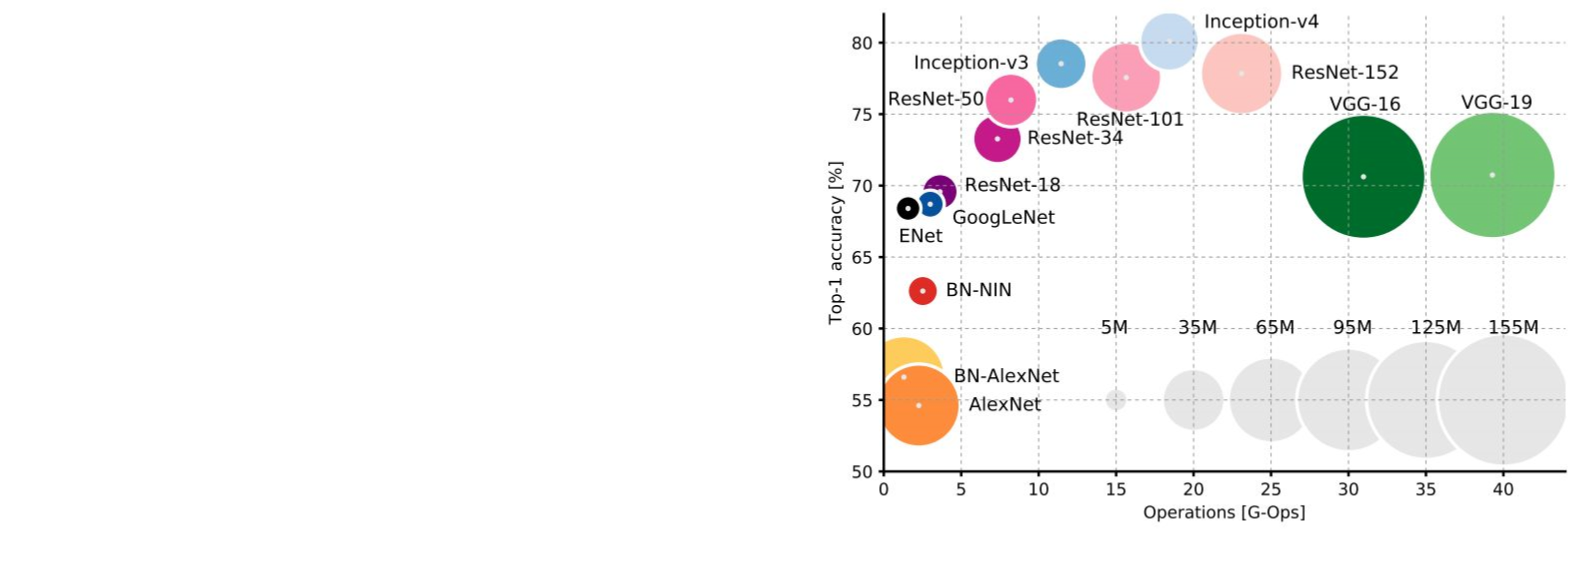 Inception-v4
80
Inception-v3
ResNet-152
ResNet-50
VGG-16
VGG-19
75
ResNet-101
ResNet-34
Top-1 accuracy [%]
70
ResNet-18
GoogLeNet
ENet
65
BN-NIN
60
5M 35M 65M 95M 125M 155M
BN-AlexNet
55
AlexNet
50
0 5 10 15 20 25 30 35 40
Operations [G-Ops]